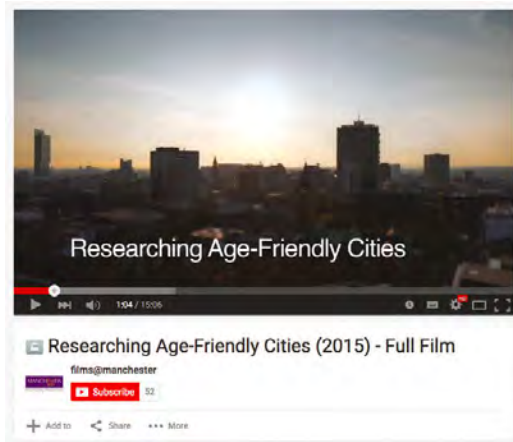 Researching Age-Friendly Cities
1:04 / 15:06
Researching Age-Friendly Cities (2015) - Full Film
films@manchester
MANCHESTER
Subscribe 52
Add to Share More